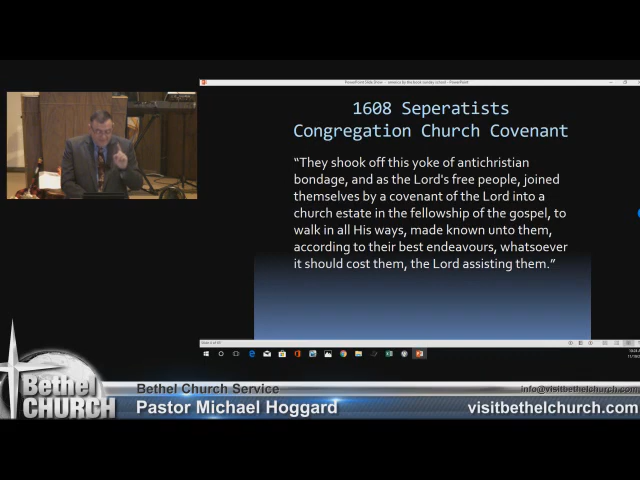 1608 Seperatists
Congregation Church Covenant
“They shook off this yoke of antichristian
bondage, and as the Lord's free people, joined
themselves by a covenant of the Lord into a
church estate in the fellowship of the gospel, to
walk in all His ways, made known unto them,
according to their best endeavours, whatsoever
it should cost them, the Lord assisting them.”
Bethel
CHURCH
Bethel Church Service
info@visitbethelchurch.com
Pastor Michael Hoggard
visitbethelchurch.com